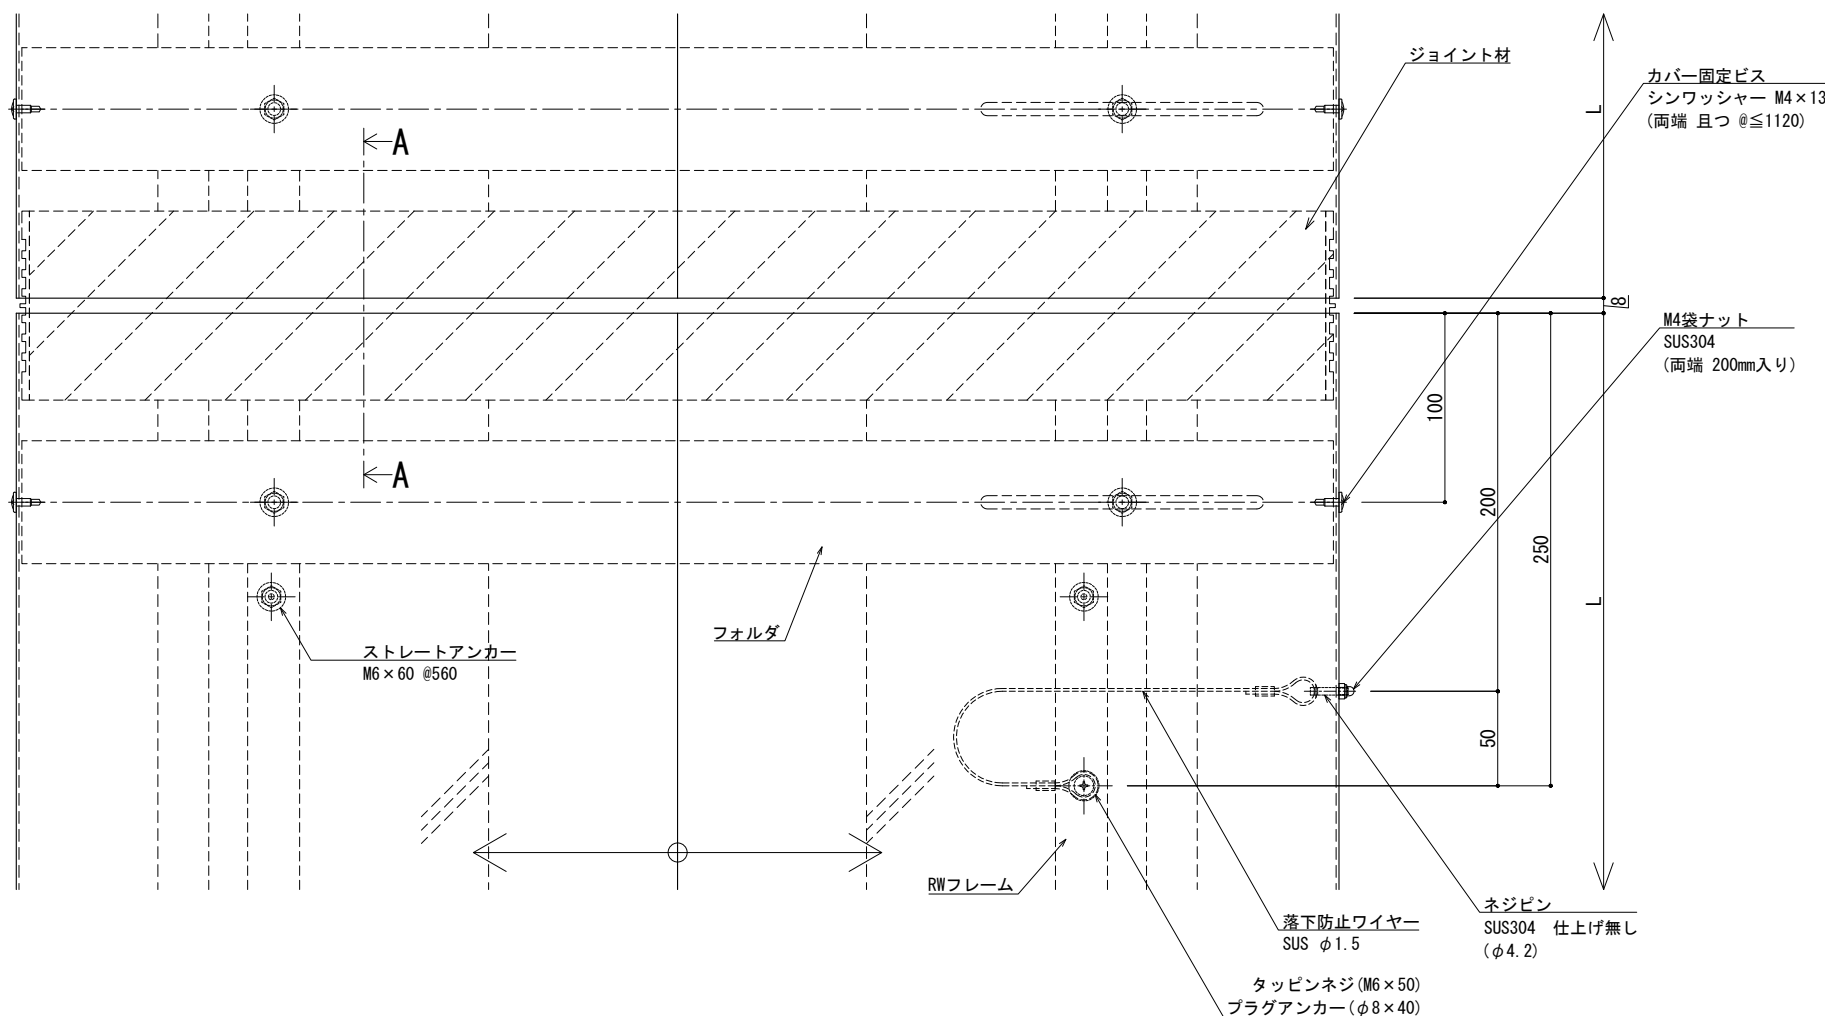 ジョイント材
カバー固定ビス
シンワッシャー M4×13
(両端 且つ @≦1120)
L
A
8
M4袋ナット
SUS304
(両端 200mm入り)
100
A
200
250
L
フォルダ
ストレートアンカー
M6×60 @560
50
RWフレーム
ネジピン
SUS304 仕上げ無し
(φ4.2)
落下防止ワイヤー
SUS φ1.5
タッピンネジ(M6×50)
プラグアンカー(φ8×40)